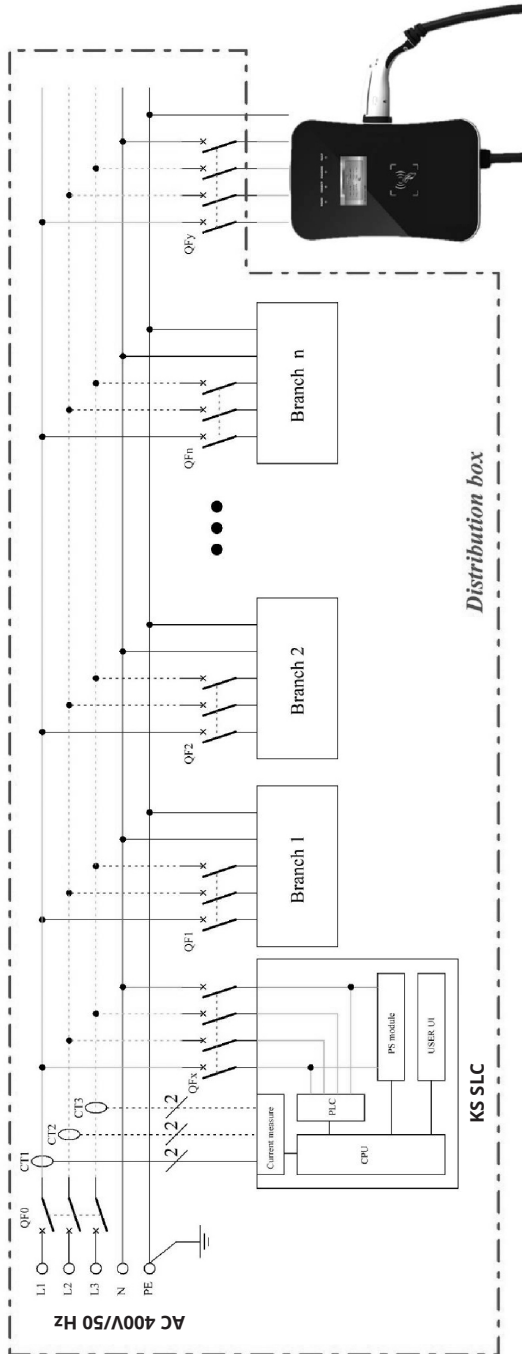 AC 400V/50 Hz
L1
L2
L3
N
PE
QF0
CT1
CT2
CT3
2
2
2
QFx
Current measure
PLC
CPU
PS module
USER UI
KS SLC
QF1
Branch 1
QF2
Branch 2
QFn
Branch n
QFy
Distribution box